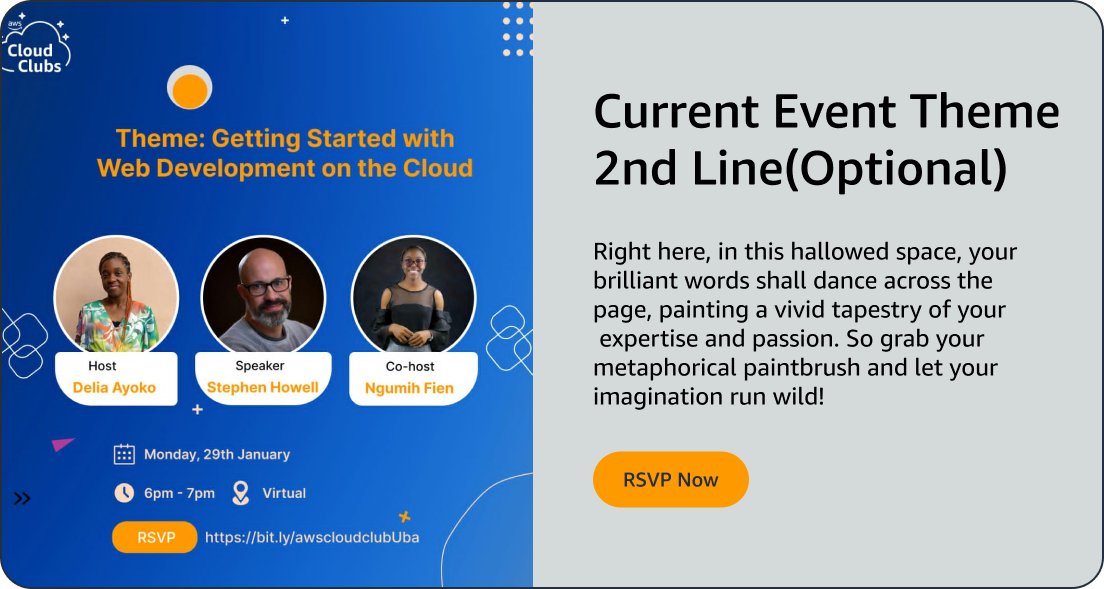 aws
Cloud
Clubs
Theme: Getting Started with
Web Development on the Cloud
Host
Delia Ayoko
Speaker
Stephen Howell
Co-host
Ngumih Fien
Monday, 29th January
6pm - 7pm Virtual
RSVP https://bit.ly/awscloudclubUba
Current Event Theme
2nd Line(Optional)
Right here, in this hallowed space, your
brilliant words shall dance across the
page, painting a vivid tapestry of your
expertise and passion. So grab your
metaphorical paintbrush and let your
imagination run wild!
RSVP Now